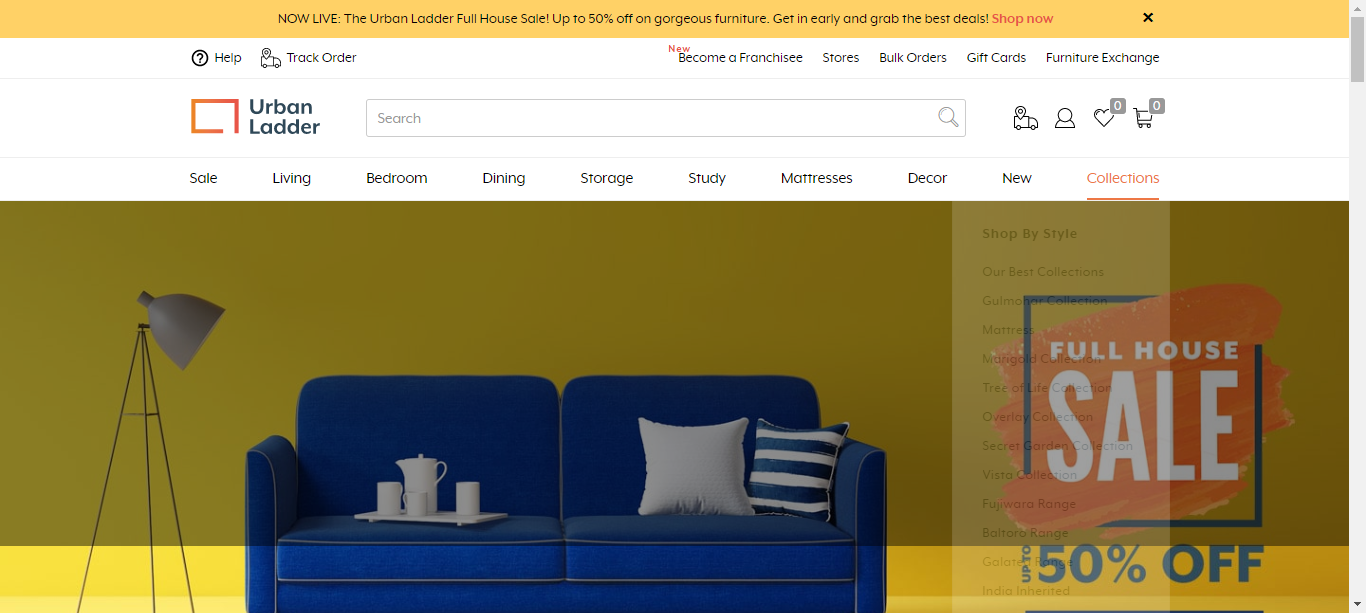 NOW LIVE: The Urban Ladder Full House Sale! Up to 50% off on gorgeous furniture. Get in early and grab the best deals! Shop now
Help
Track Order
New
Become a Franchisee
Stores
Bulk Orders
Gift Cards
Furniture Exchange
Urban
Ladder
Search
0
0
Sale
Living
Bedroom
Dining
Storage
Study
Mattresses
Decor
New
Collections
Shop By Style
Our Best Collections
Gulmohar Collection
Mattress
Marigold Collection
Tree of Life Collection
Overlay Collection
Secret Garden Collection
Vista Collection
Fujiwara Range
Baltoro Range
Galatea Range
India Inherited
FULL HOUSE
SALE
UP TO
50% OFF